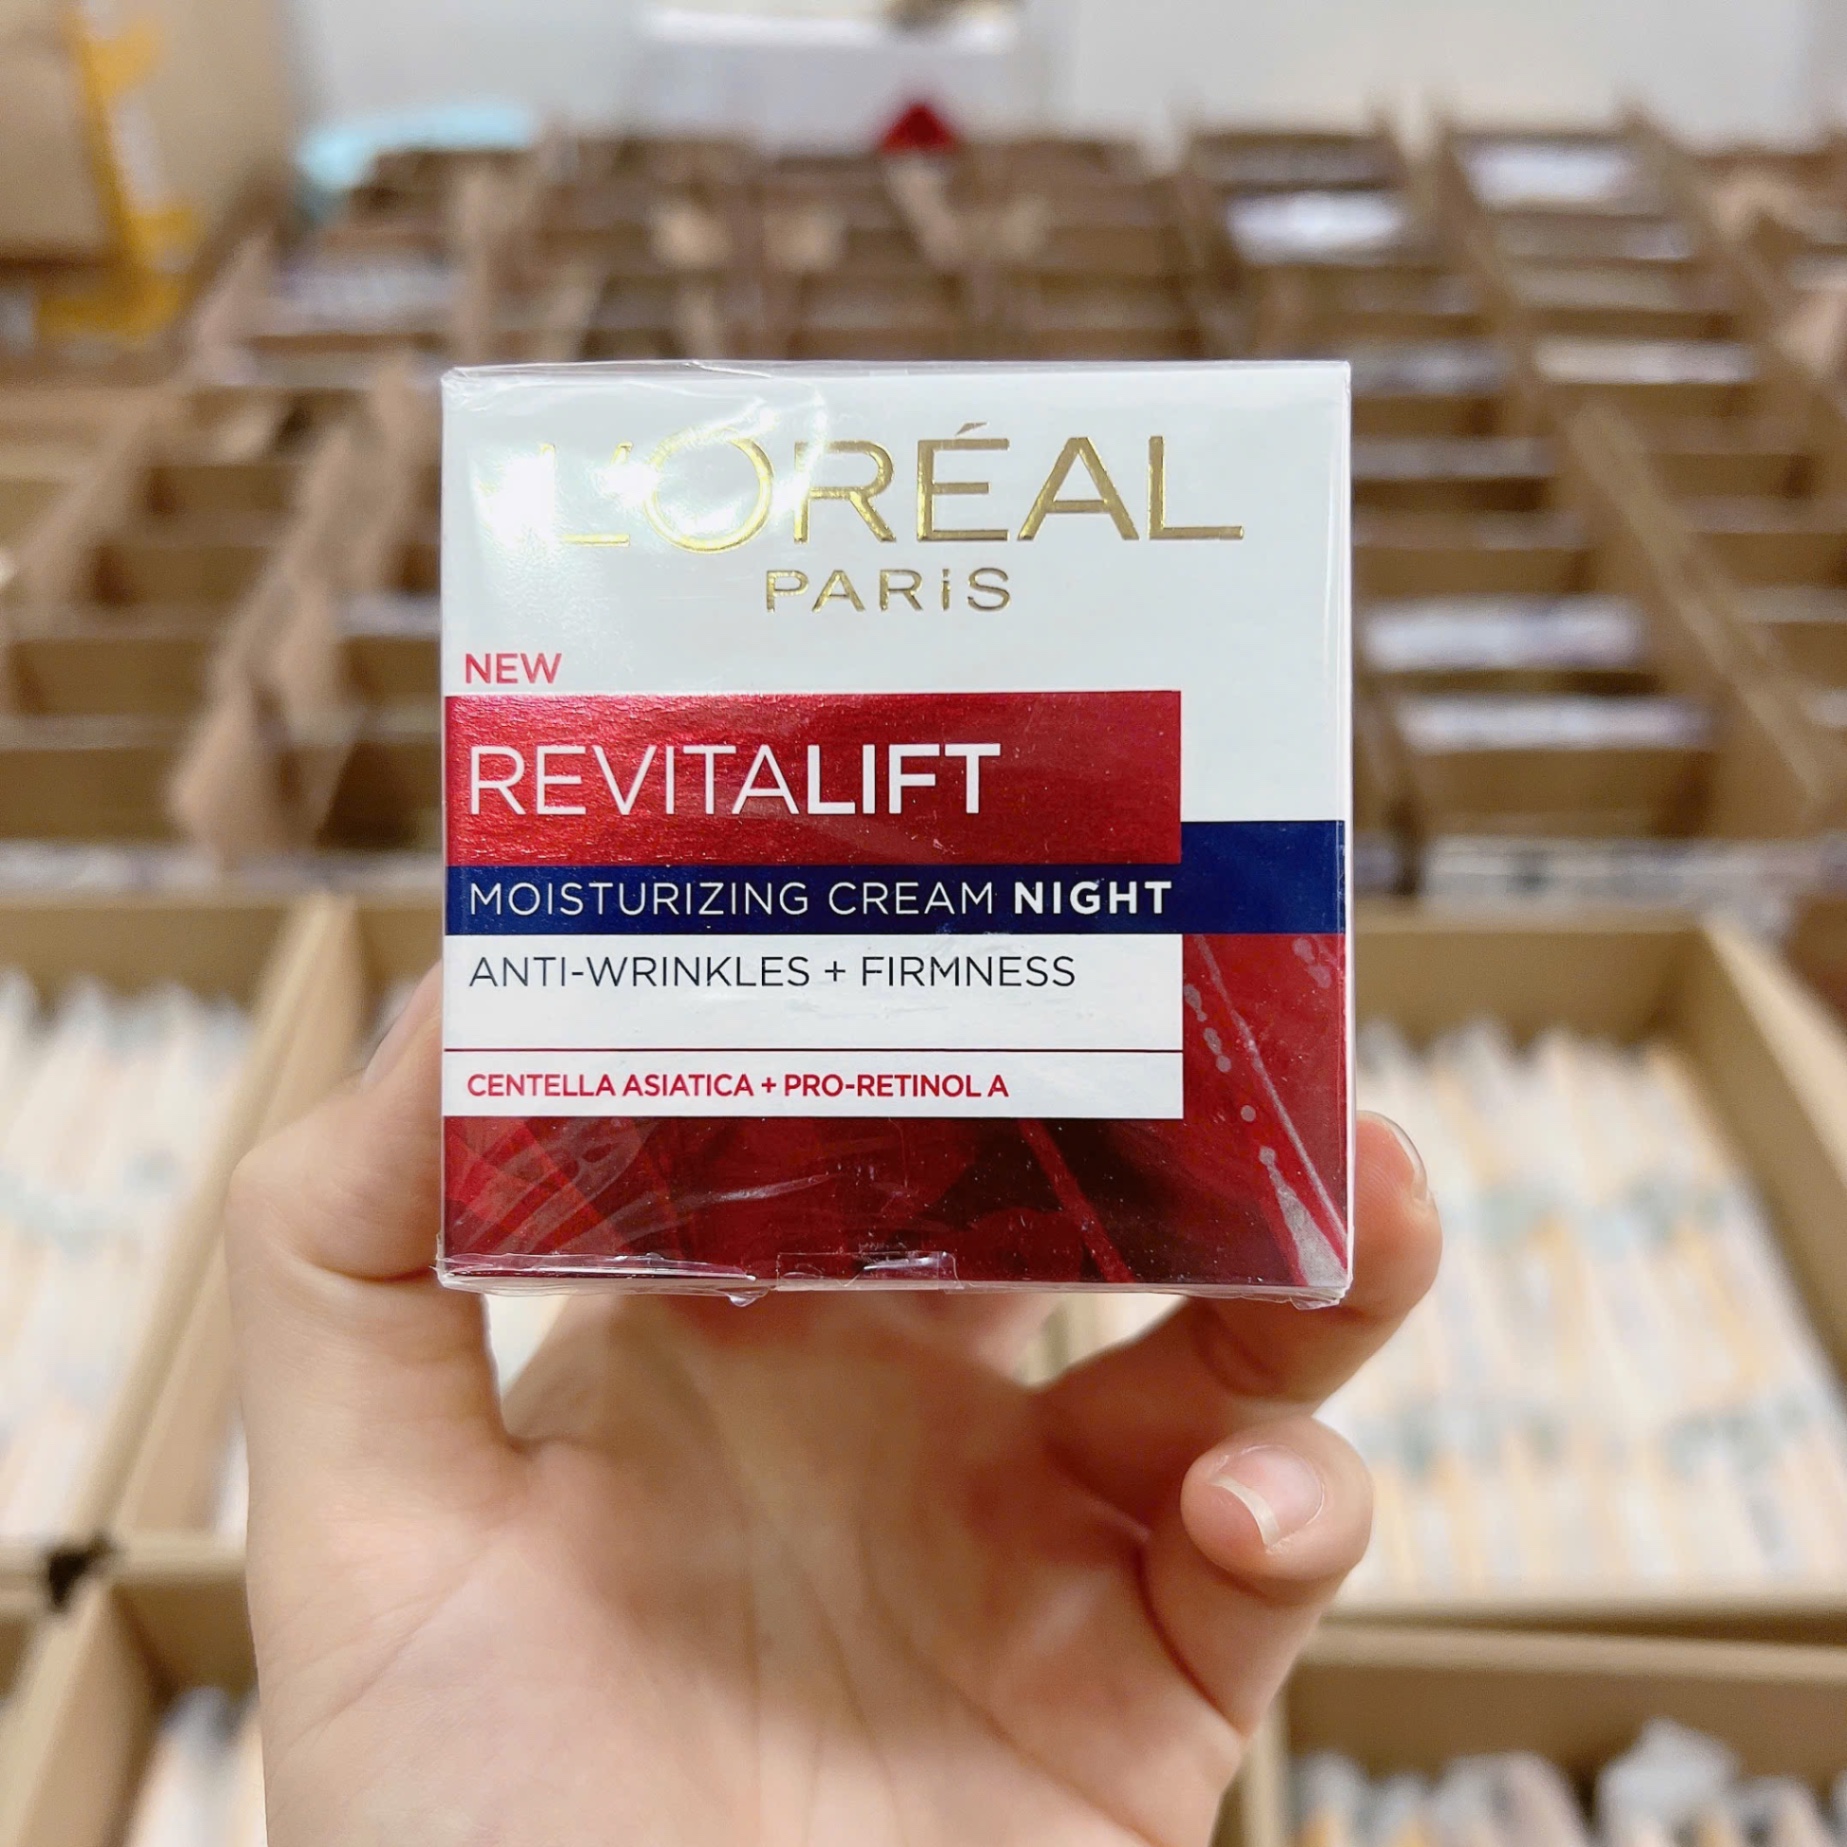 L'ORÉAL
PARiS
NEW
REVITALIFT
MOISTURIZING CREAM NIGHT
ANTI-WRINKLES + FIRMNESS
CENTELLA ASIATICA + PRO-RETINOL A